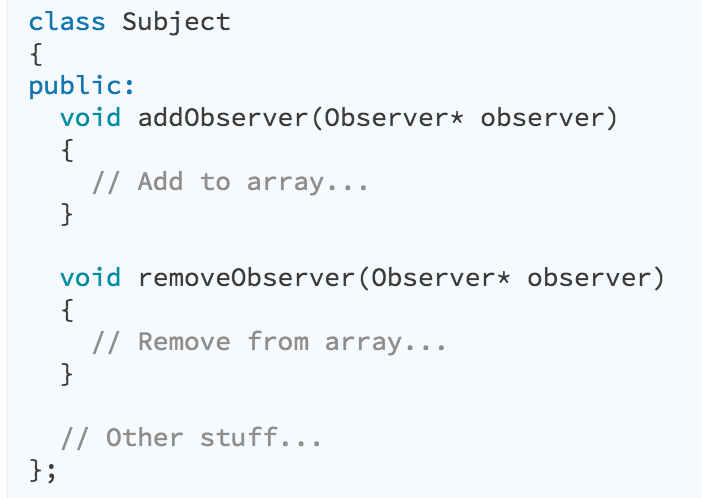 class Subject
{
public:
  void addObserver(Observer* observer)
  {
    // Add to array...
  }

  void removeObserver(Observer* observer)
  {
    // Remove from array...
  }

  // Other stuff...
};